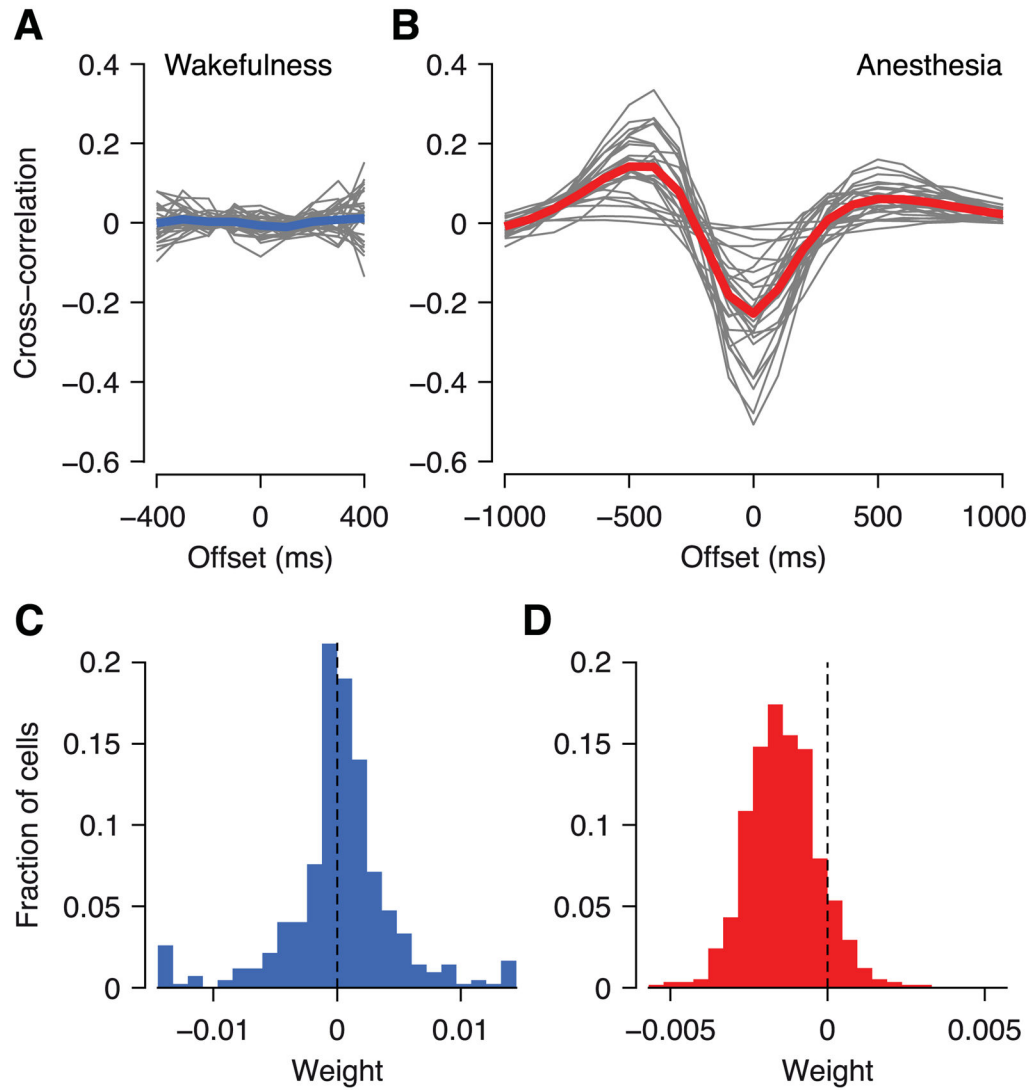 A
B
Wakefulness
Anesthesia
0.4
0.2
0
−0.2
−0.4
−0.6
Cross−correlation
−400 0 400
Offset (ms)
0.4
0.2
0
−0.2
−0.4
−0.6
−1000 −500 0 500 1000
Offset (ms)
C
D
0.2
0.15
0.1
0.05
0
Fraction of cells
−0.01 0 0.01
Weight
0.2
0.15
0.1
0.05
0
−0.005 0 0.005
Weight